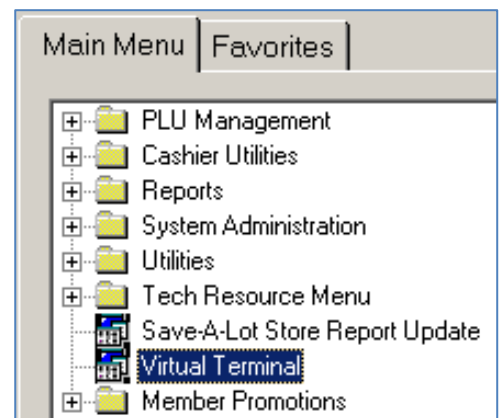 Main Menu Favorites
PLU Management
Cashier Utilities
Reports
System Administration
Utilities
Tech Resource Menu
Save-A-Lot Store Report Update
Virtual Terminal
Member Promotions